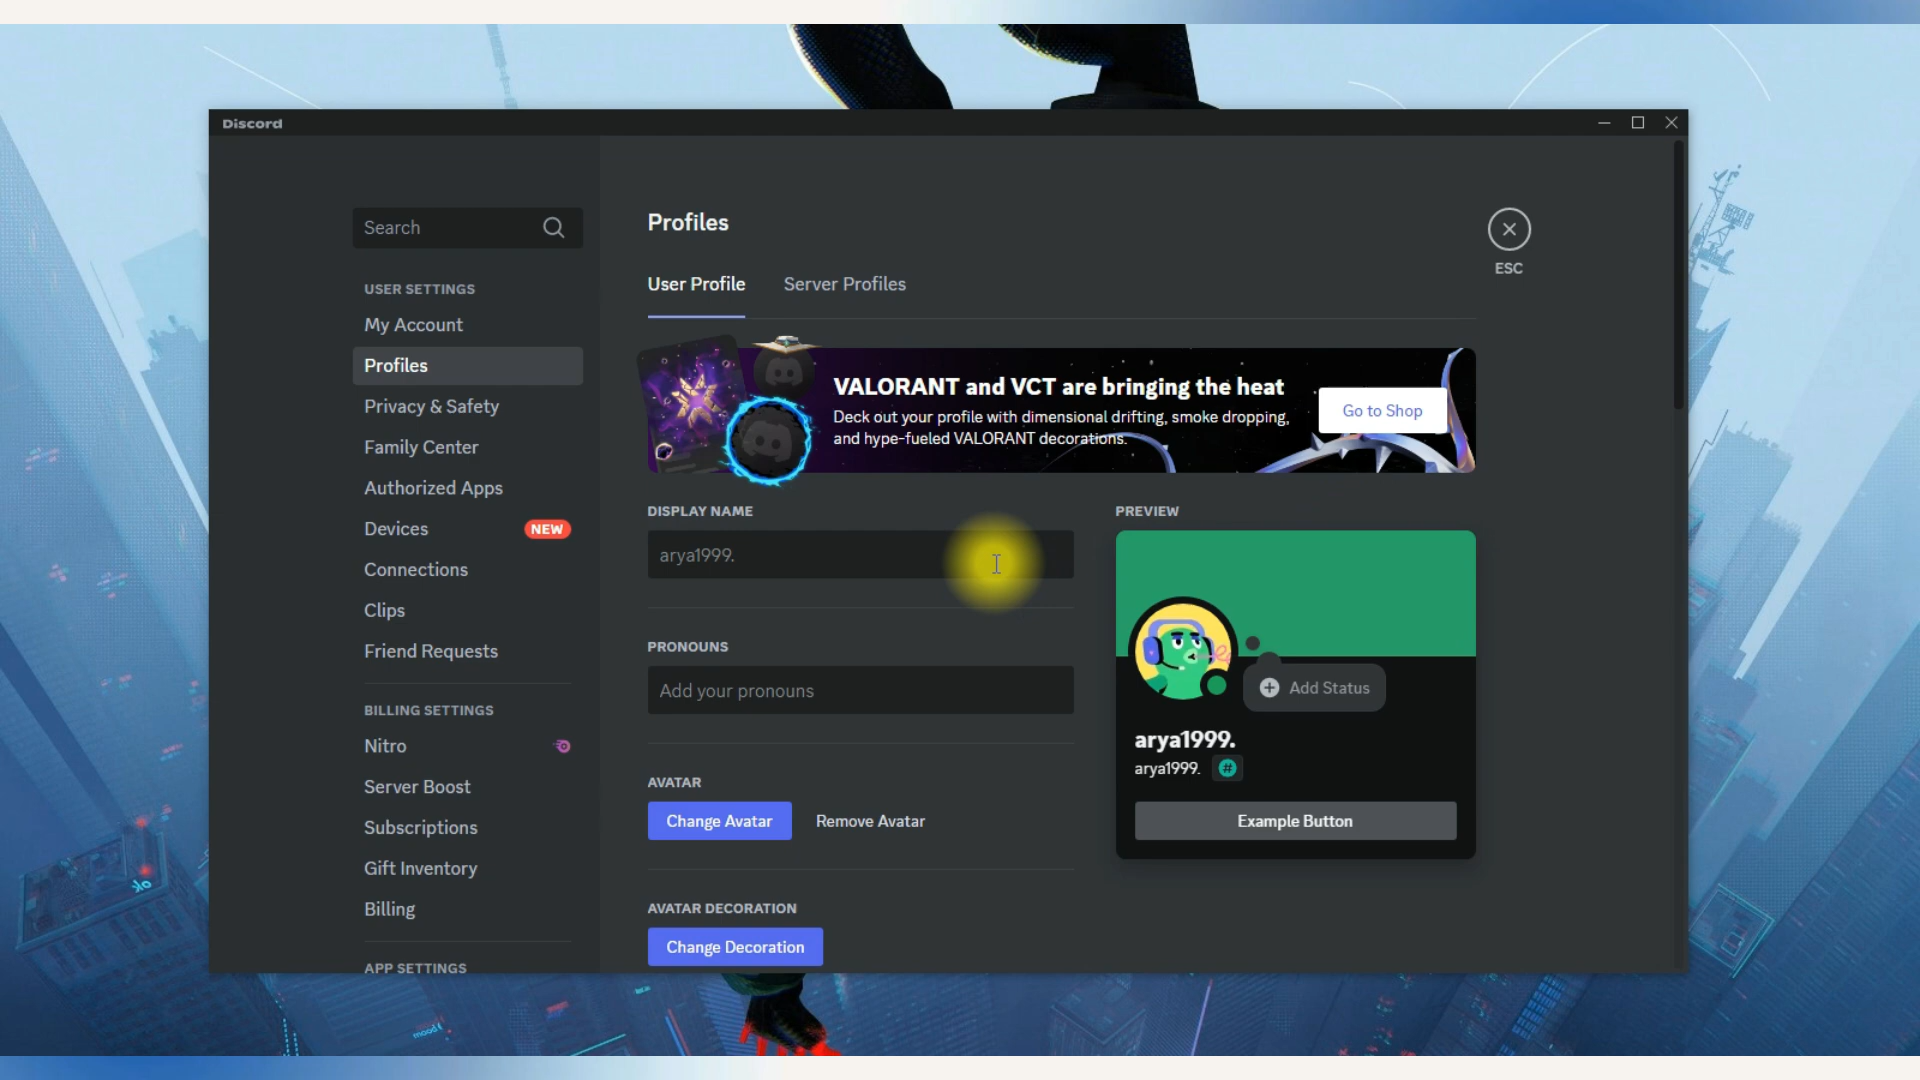 Discord
Search
USER SETTINGS
My Account
Profiles
Privacy & Safety
Family Center
Authorized Apps
Devices NEW
Connections
Clips
Friend Requests
BILLING SETTINGS
Nitro
Server Boost
Subscriptions
Gift Inventory
Billing
APP SETTINGS
Profiles
ESC
User Profile Server Profiles
VALORANT and VCT are bringing the heat
Deck out your profile with dimensional drifting, smoke dropping,
and hype-fueled VALORANT decorations.
Go to Shop
DISPLAY NAME
arya1999.
PRONOUNS
Add your pronouns
AVATAR
Change Avatar Remove Avatar
AVATAR DECORATION
Change Decoration
PREVIEW
Add Status
arya1999.
arya1999. #
Example Button